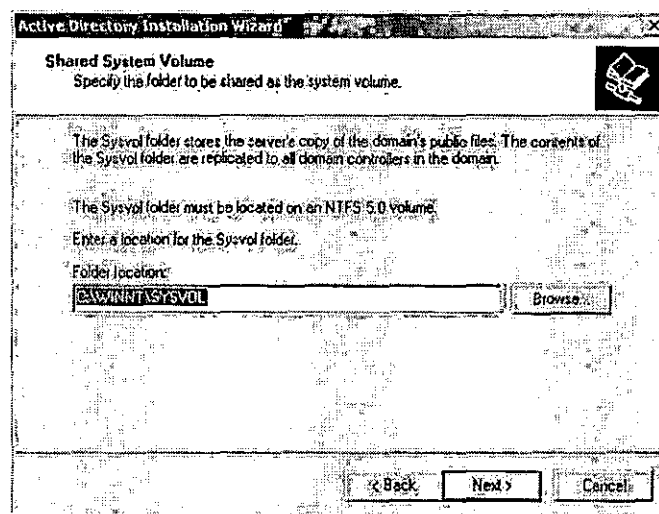 Active Directory Installation Wizard
Shared System Volume
Specify the folder to be shared as the system volume.
The Sysvol folder stores the server's copy of the domain's public files. The contents of
the Sysvol folder are replicated to all domain controllers in the domain.
The Sysvol folder must be located on an NTFS 5.0 volume.
Enter a location for the Sysvol folder.
Folder location:
C:\WINNT\SYSVOL
Browse...
< Back
Next >
Cancel